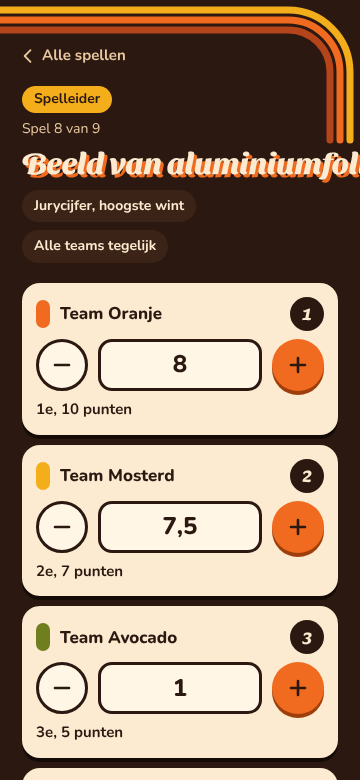 Alle spellen
Spelleider
Spel 8 van 9
Beeld van aluminiumfol
Jurycijfer, hoogste wint
Alle teams tegelijk
Team Oranje
1
8
1e, 10 punten
Team Mosterd
2
7,5
2e, 7 punten
Team Avocado
3
1
3e, 5 punten